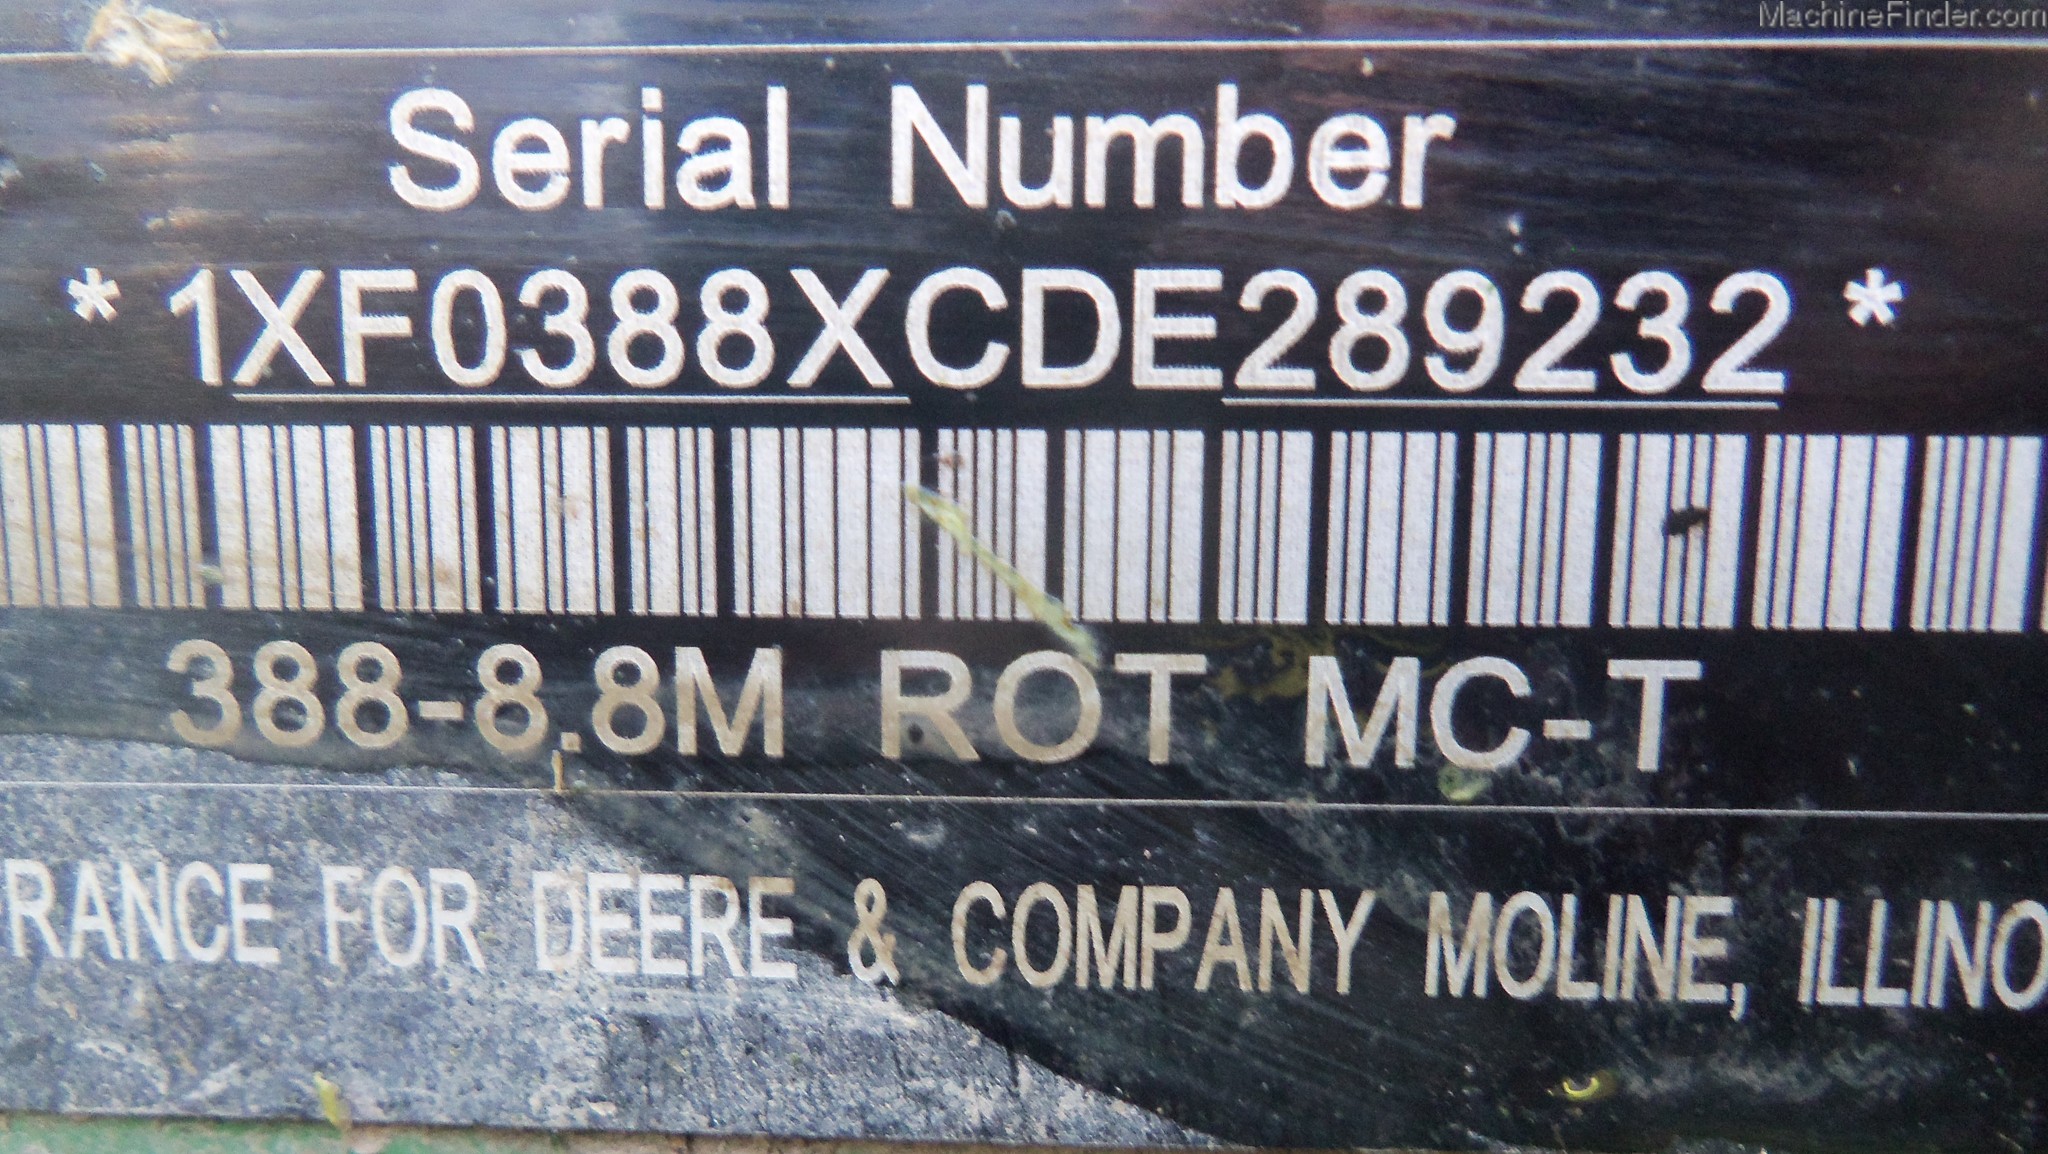 MachineFinder.com
Serial Number
*1XF0388XCDE289232*
388-8.8M ROT MC-T
RANCE FOR DEERE & COMPANY MOLINE, ILLINO